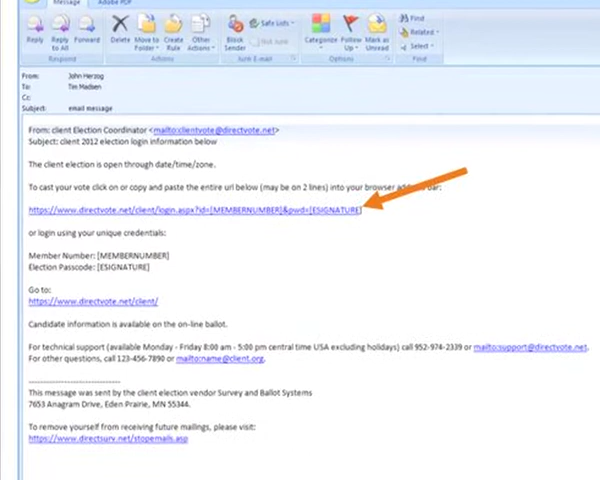 Message Adobe PDF
Reply Reply to All Forward Delete Move to Folder Create Rule Other Actions Block Sender Safe Lists Not Junk Categorize Follow Up Mark as Unread Find Related Select
Respond Actions Junk E-mail Options Find
From: John Herzog
To: Tim Madsen
Cc:
Subject: email message
From: client Election Coordinator <mailto:clientvote@directvote.net>
Subject: client 2012 election login information below
The client election is open through date/time/zone.
To cast your vote click on or copy and paste the entire url below (may be on 2 lines) into your browser bar:
https://www.directvote.net/client/login.aspx?id=[MEMBERNUMBER]&pwd=[ESIGNATURE]
or login using your unique credentials:
Member Number: [MEMBERNUMBER]
Election Passcode: [ESIGNATURE]
Go to:
https://www.directvote.net/client/
Candidate information is available on the on-line ballot.
For technical support (available Monday - Friday 8:00 am - 5:00 pm central time USA excluding holidays) call 952-974-2339 or mailto:support@directvote.net.
For other questions, call 123-456-7890 or mailto:name@client.org.
------------------------------
This message was sent by the client election vendor Survey and Ballot Systems
7653 Anagram Drive, Eden Prairie, MN 55344.
To remove yourself from receiving future mailings, please visit:
https://www.directsurv.net/stopemails.asp